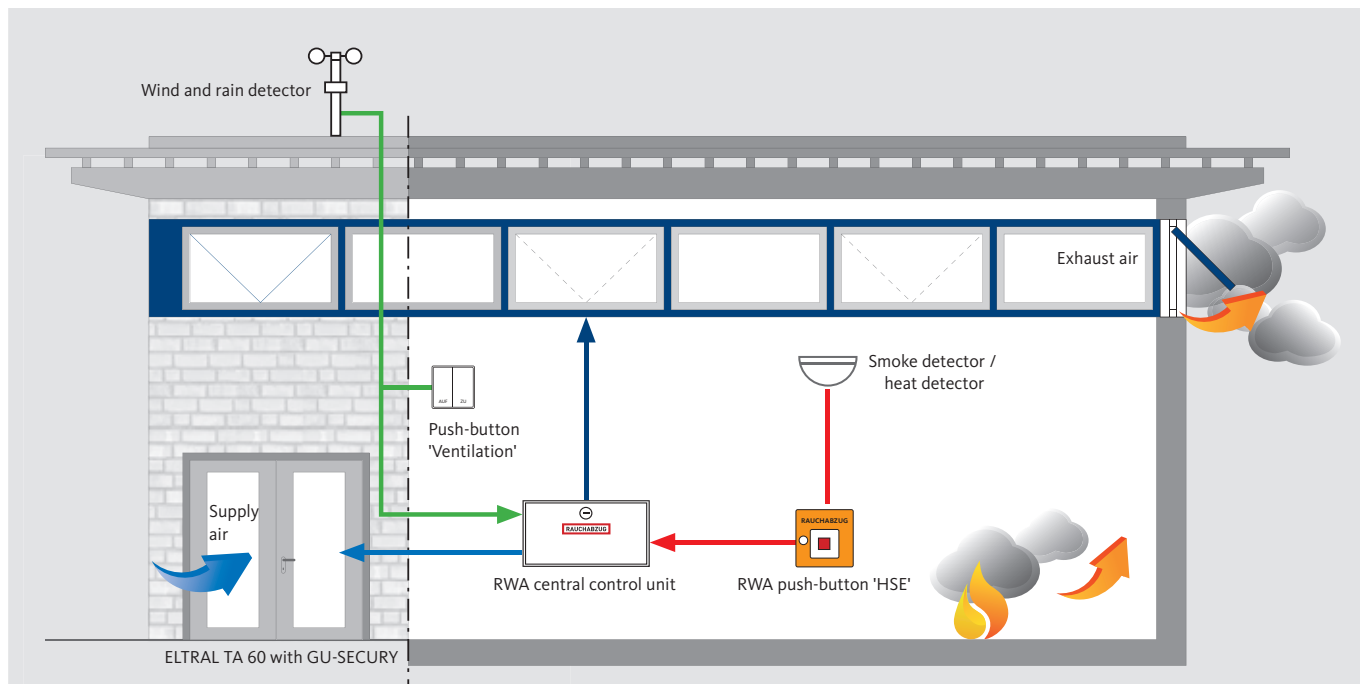 Wind and rain detector
Exhaust air
Smoke detector /
heat detector
AUF ZU
Push-button
'Ventilation'
Supply
air
RAUCHABZUG
RAUCHABZUG
RWA central control unit
RWA push-button 'HSE'
ELTRAL TA 60 with GU-SECURY